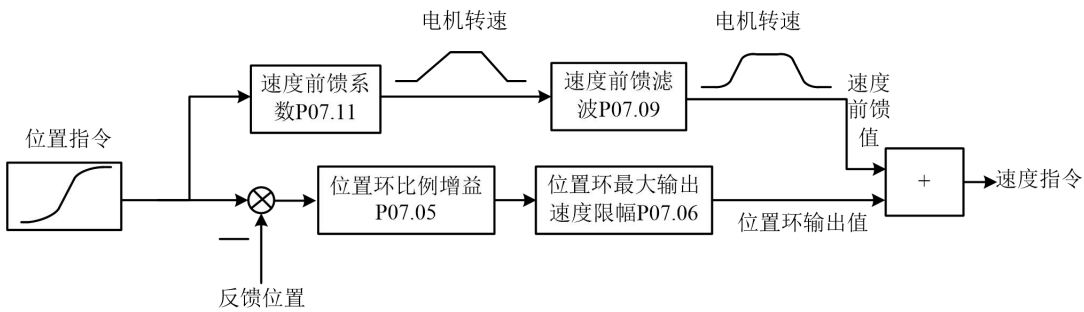 电机转速
电机转速
速度前馈系
数P07.11
速度前馈滤
波P07.09
速度
前馈
值
位置指令
位置环比例增益
P07.05
位置环最大输出
速度限幅P07.06
+
速度指令
位置环输出值
—
反馈位置